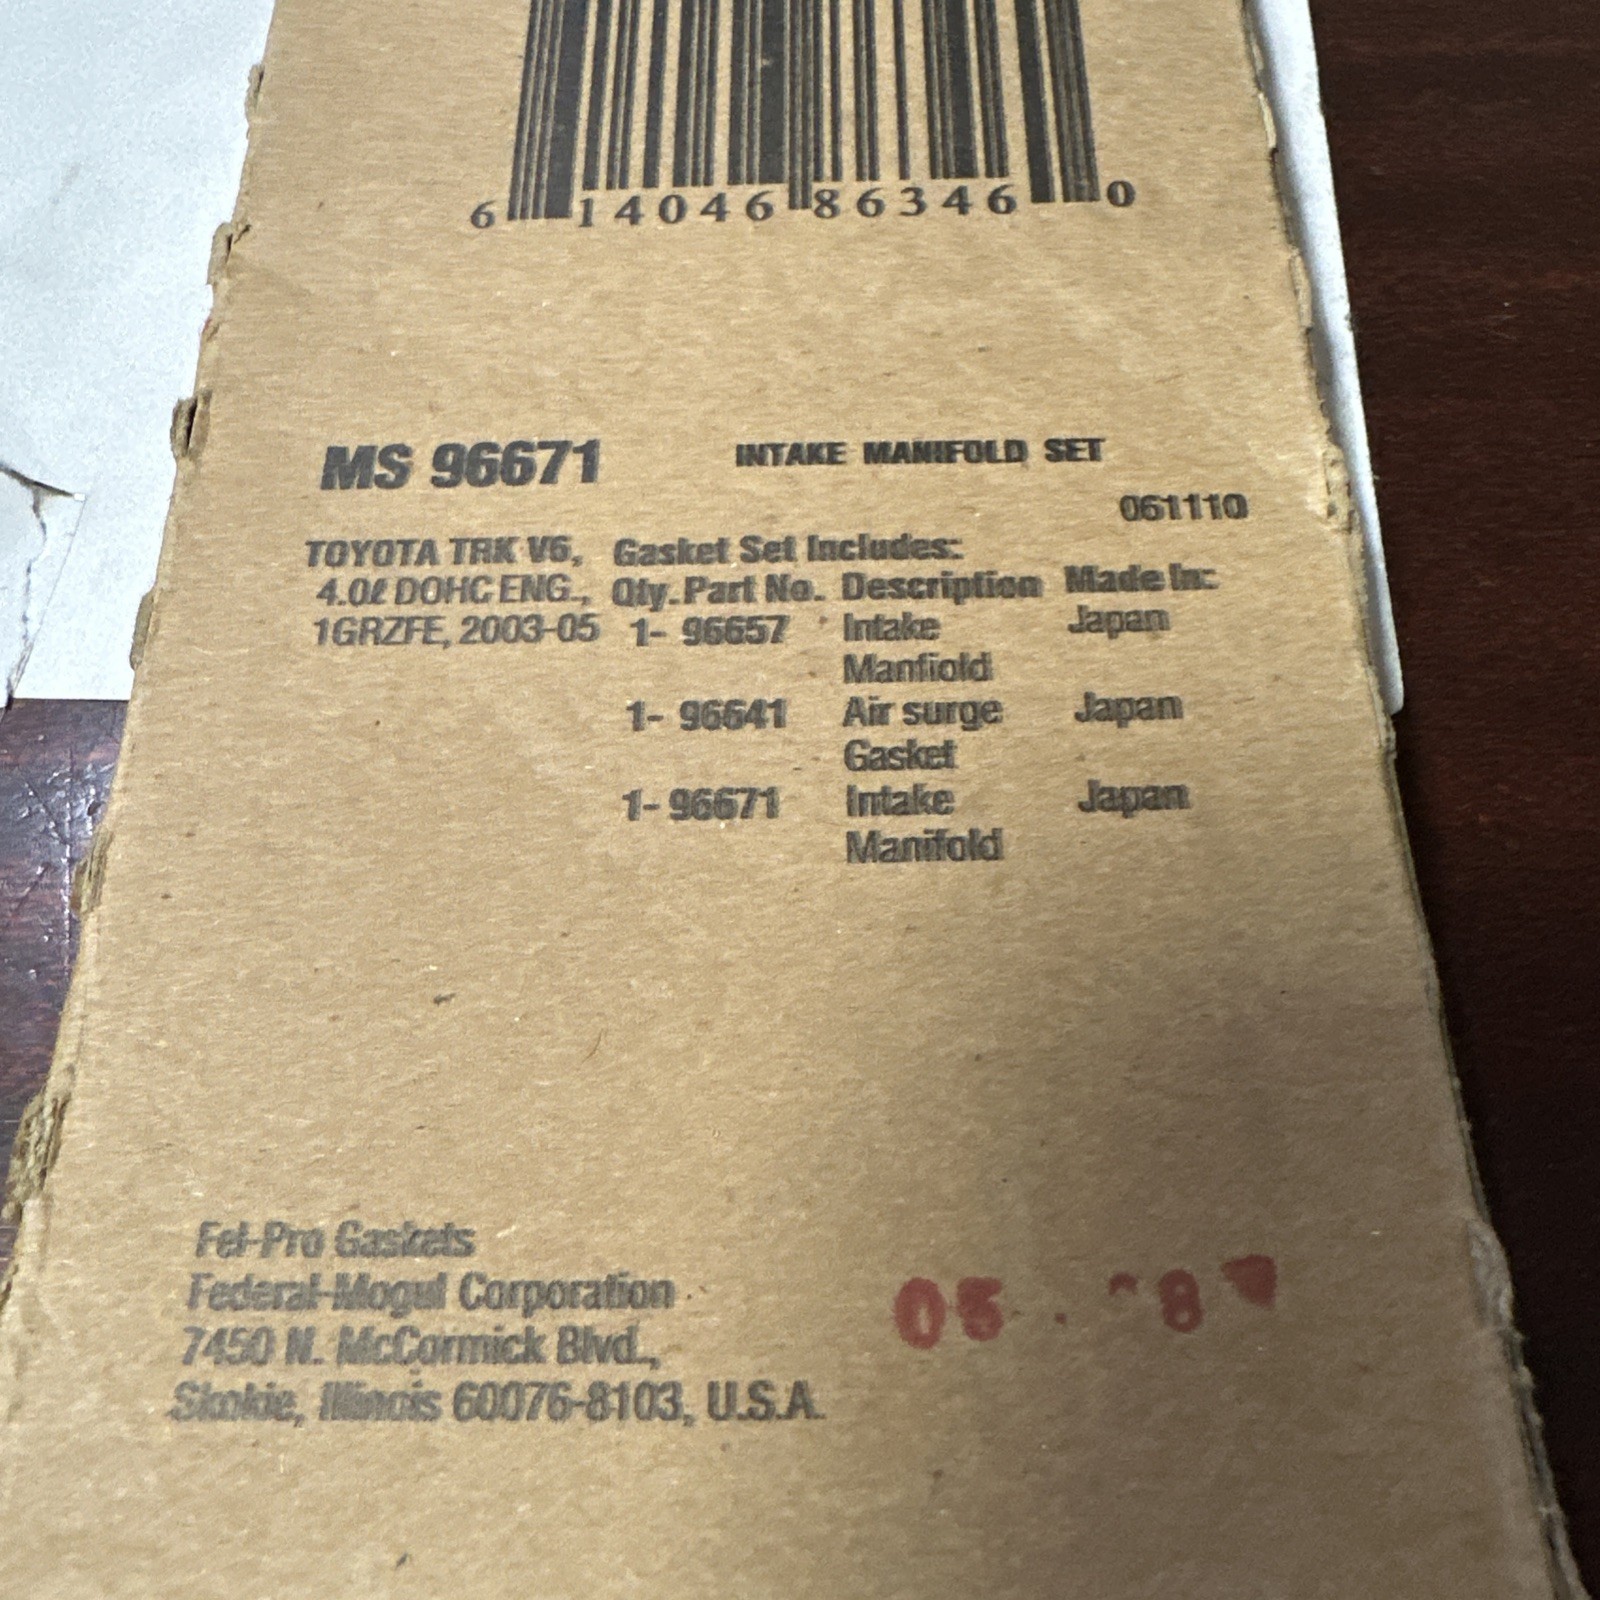 6 14046 86346 0
MS 96671 INTAKE MANIFOLD SET
061110
TOYOTA TRK V6, Gasket Set Includes:
4.0ℓ DOHC ENG., Qty. Part No. Description Made In:
1GRZFE, 2003-05 1- 96657 Intake Japan
Manfiold
1- 96641 Air surge Japan
Gasket
1- 96671 Intake Japan
Manifold
Fel-Pro Gaskets
Federal-Mogul Corporation
7450 N. McCormick Blvd.,
Skokie, Illinois 60076-8103, U.S.A.